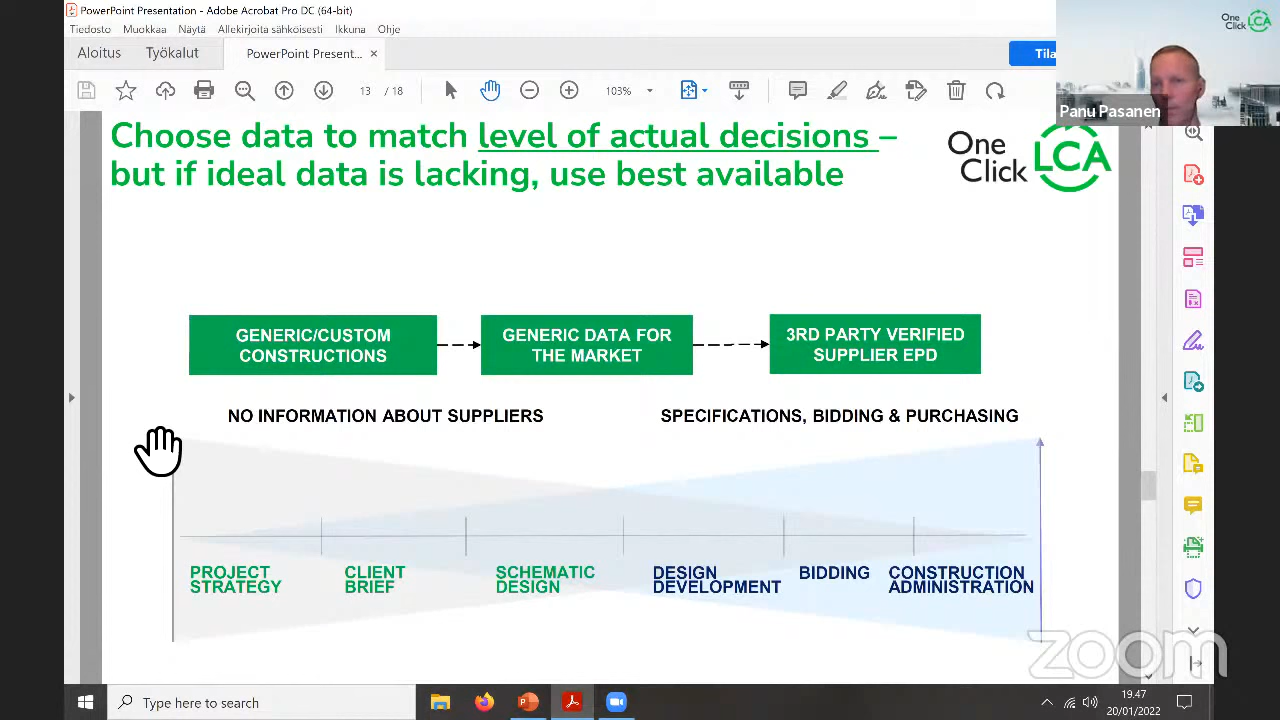 PowerPoint Presentation - Adobe Acrobat Pro DC (64-bit)
Tiedosto Muokkaa Näytä Allekirjoita sähköisesti Ikkuna Ohje
Aloitus Työkalut PowerPoint Present... ×
Tila
13 / 18 103%
One Click LCA
Panu Pasanen
Choose data to match level of actual decisions –
but if ideal data is lacking, use best available
One
Click LCA
GENERIC/CUSTOM
CONSTRUCTIONS
GENERIC DATA FOR
THE MARKET
3RD PARTY VERIFIED
SUPPLIER EPD
NO INFORMATION ABOUT SUPPLIERS
SPECIFICATIONS, BIDDING & PURCHASING
PROJECT
STRATEGY
CLIENT
BRIEF
SCHEMATIC
DESIGN
DESIGN
DEVELOPMENT
BIDDING
CONSTRUCTION
ADMINISTRATION
zoom
Type here to search
19.47
20/01/2022